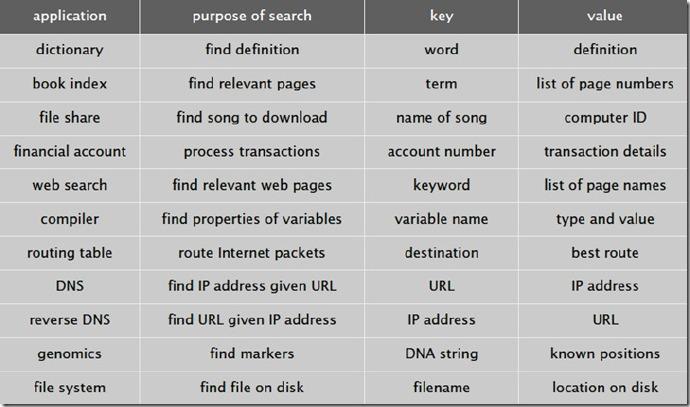 application purpose of search key value
dictionary find definition word definition
book index find relevant pages term list of page numbers
file share find song to download name of song computer ID
financial account process transactions account number transaction details
web search find relevant web pages keyword list of page names
compiler find properties of variables variable name type and value
routing table route Internet packets destination best route
DNS find IP address given URL URL IP address
reverse DNS find URL given IP address IP address URL
genomics find markers DNA string known positions
file system find file on disk filename location on disk